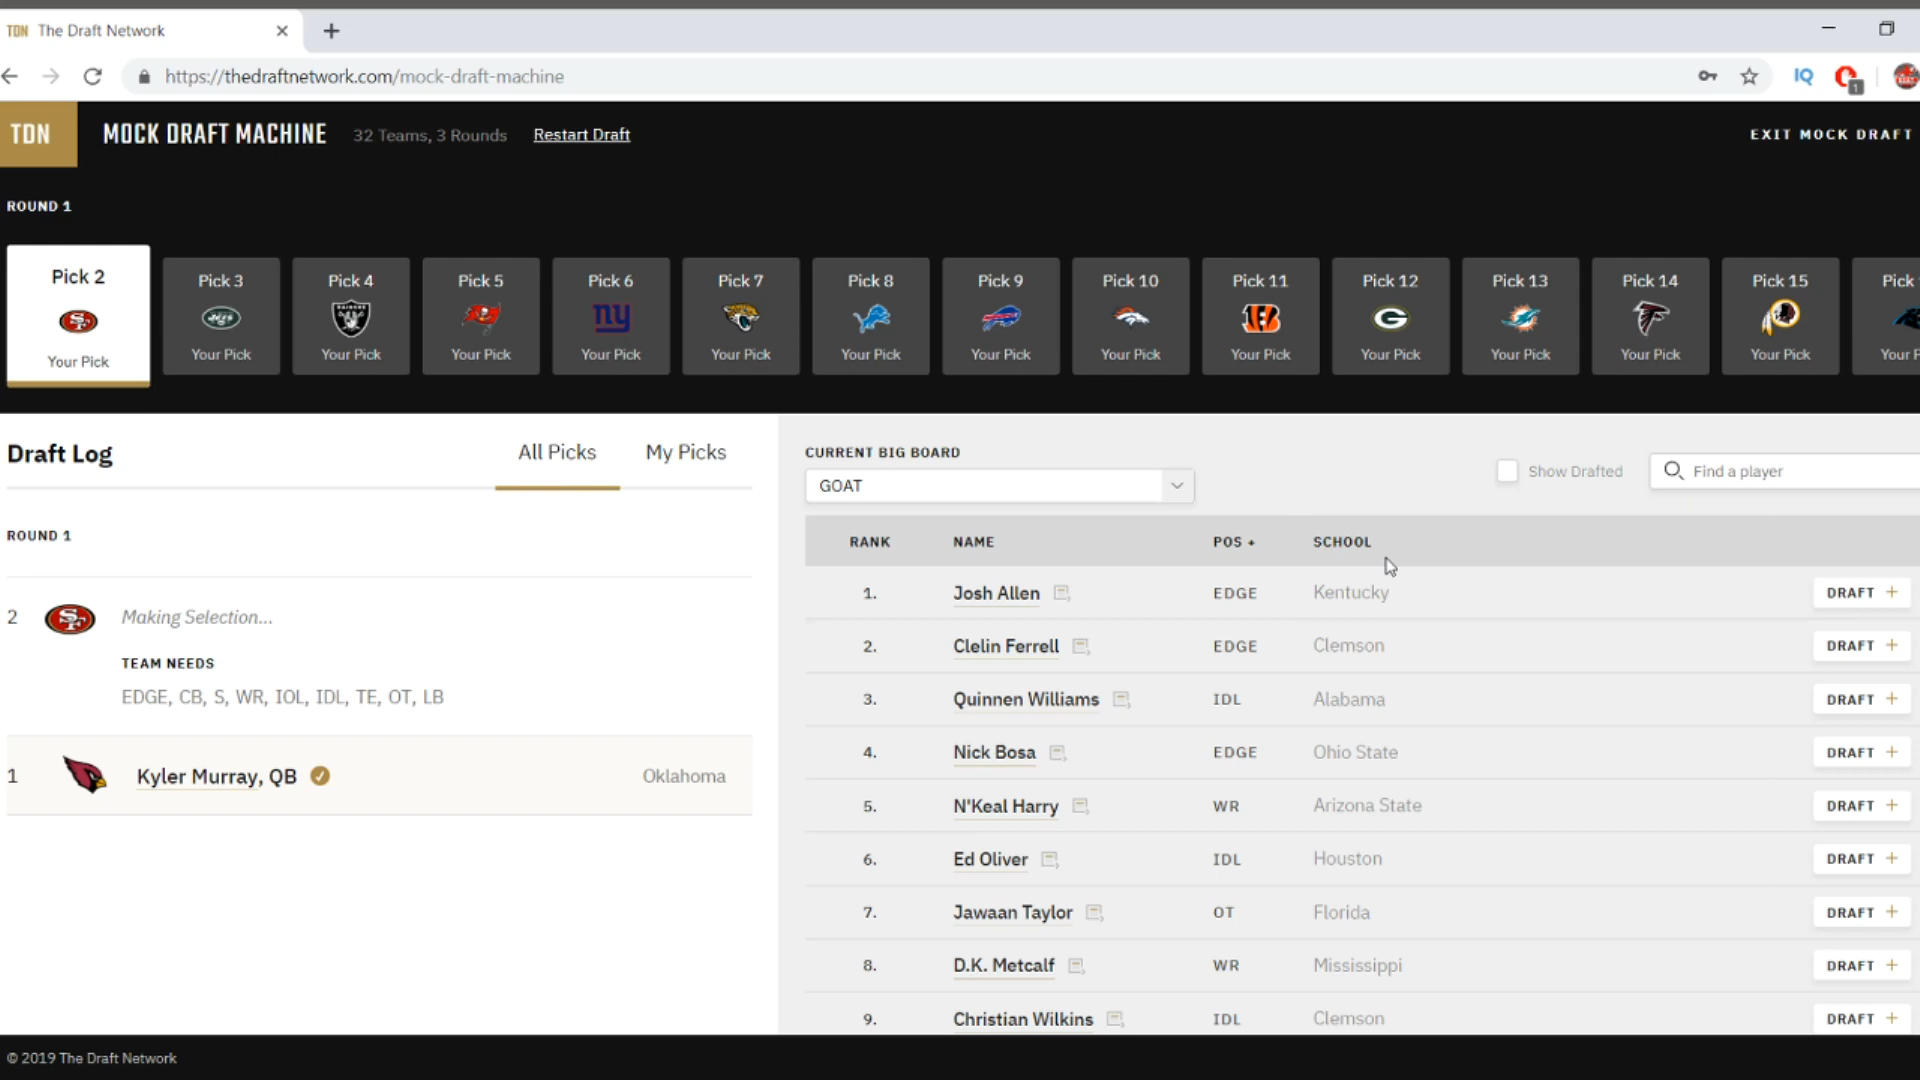 TDN The Draft Network
https://thedraftnetwork.com/mock-draft-machine
IQ
1
TDN MOCK DRAFT MACHINE 32 Teams, 3 Rounds Restart Draft EXIT MOCK DRAFT
ROUND 1
Pick 2 Pick 3 Pick 4 Pick 5 Pick 6 Pick 7 Pick 8 Pick 9 Pick 10 Pick 11 Pick 12 Pick 13 Pick 14 Pick 15 Pick
SF JETS RAIDERS ny B G
Your Pick Your Pick Your Pick Your Pick Your Pick Your Pick Your Pick Your Pick Your Pick Your Pick Your Pick Your Pick Your Pick Your Pick Your P
Draft Log All Picks My Picks
ROUND 1
2 SF Making Selection...
TEAM NEEDS
EDGE, CB, S, WR, IOL, IDL, TE, OT, LB
1 Kyler Murray, QB Oklahoma
CURRENT BIG BOARD
GOAT
Show Drafted
Find a player
RANK NAME POS + SCHOOL
1. Josh Allen EDGE Kentucky DRAFT +
2. Clelin Ferrell EDGE Clemson DRAFT +
3. Quinnen Williams IDL Alabama DRAFT +
4. Nick Bosa EDGE Ohio State DRAFT +
5. N'Keal Harry WR Arizona State DRAFT +
6. Ed Oliver IDL Houston DRAFT +
7. Jawaan Taylor OT Florida DRAFT +
8. D.K. Metcalf WR Mississippi DRAFT +
9. Christian Wilkins IDL Clemson DRAFT +
© 2019 The Draft Network